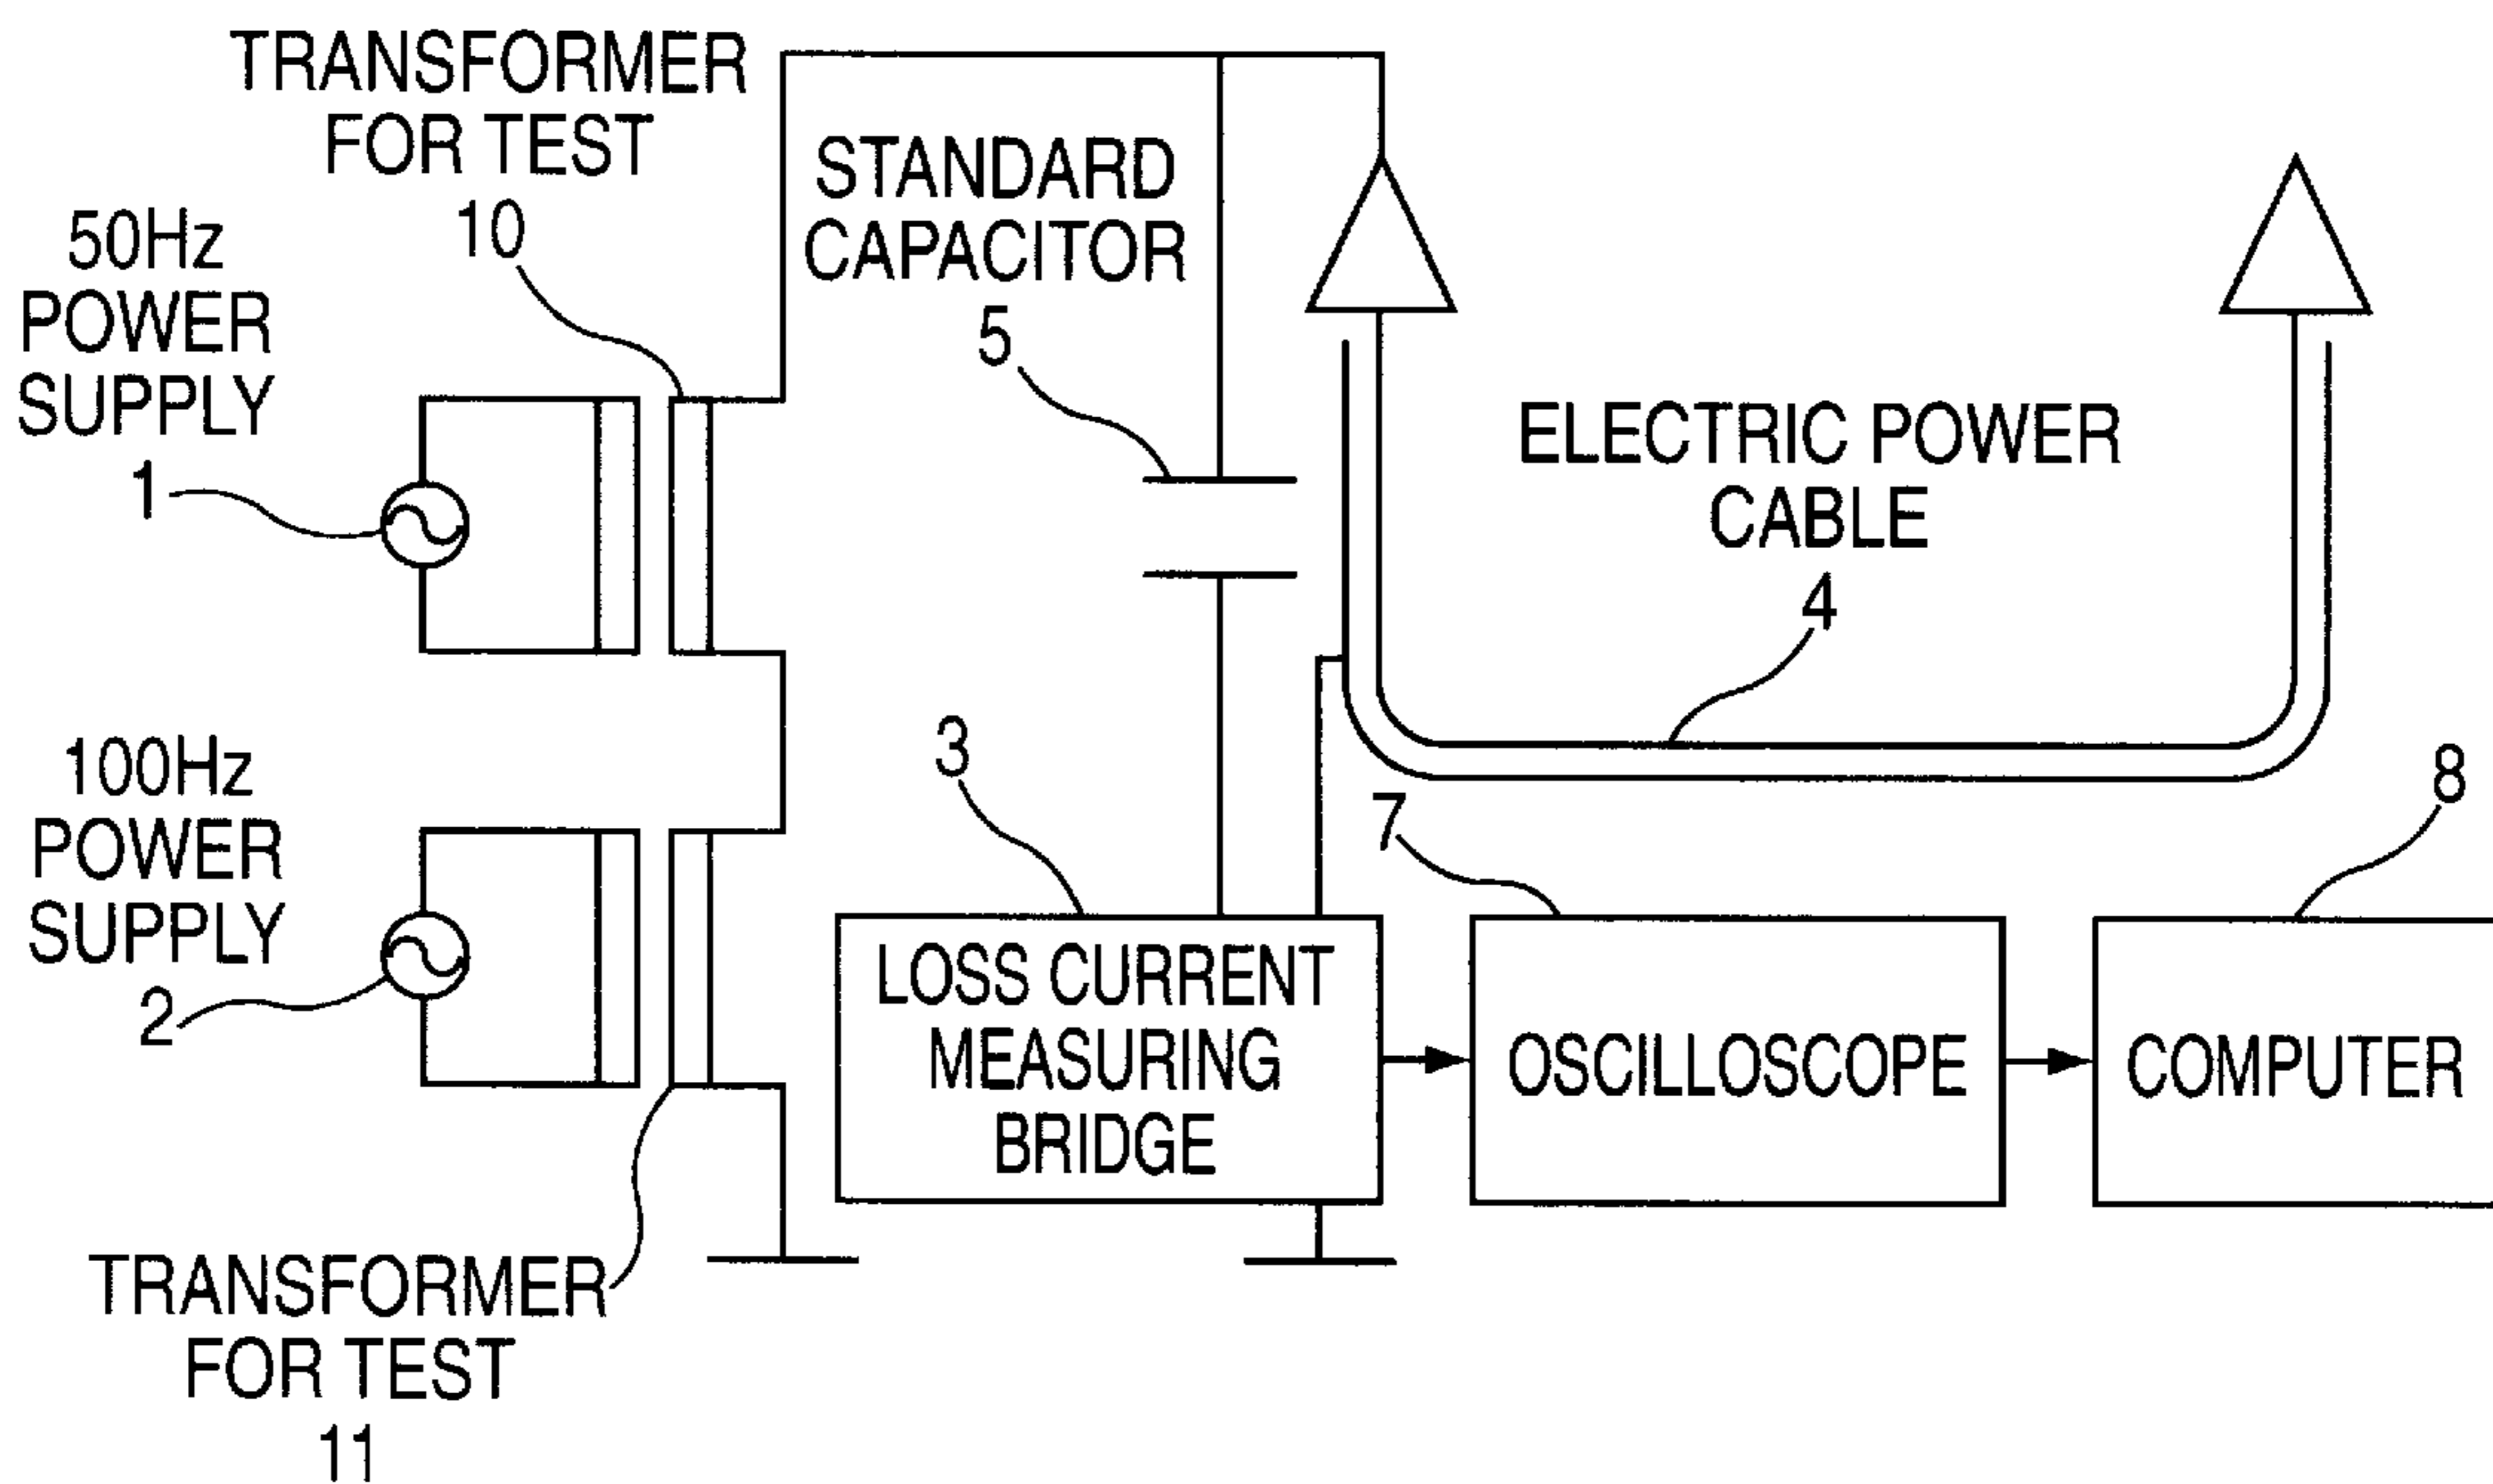 TRANSFORMER
FOR TEST
10
50Hz
POWER
SUPPLY
1
STANDARD
CAPACITOR
5
ELECTRIC POWER
CABLE
4
100Hz
POWER
SUPPLY
2
3
7
8
LOSS CURRENT
MEASURING
BRIDGE
OSCILLOSCOPE
COMPUTER
TRANSFORMER
FOR TEST
11